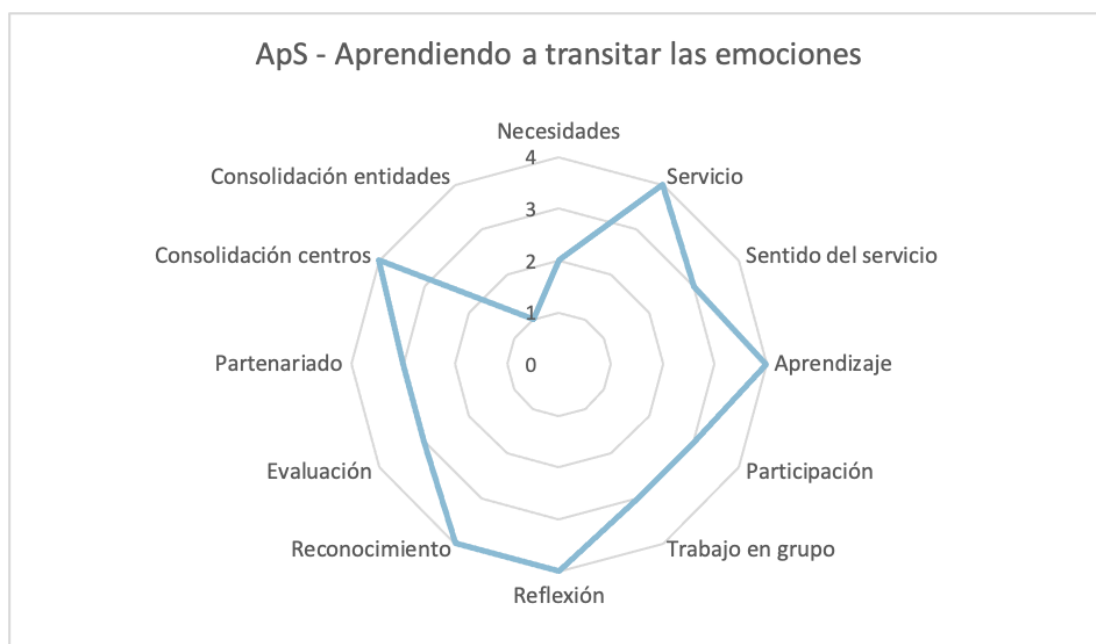 ApS - Aprendiendo a transitar las emociones
Necesidades
4
Consolidación entidades
Servicio
3
Consolidación centros
2
Sentido del servicio
1
Partenariado
0
Aprendizaje
Evaluación
Participación
Reconocimiento
Trabajo en grupo
Reflexión